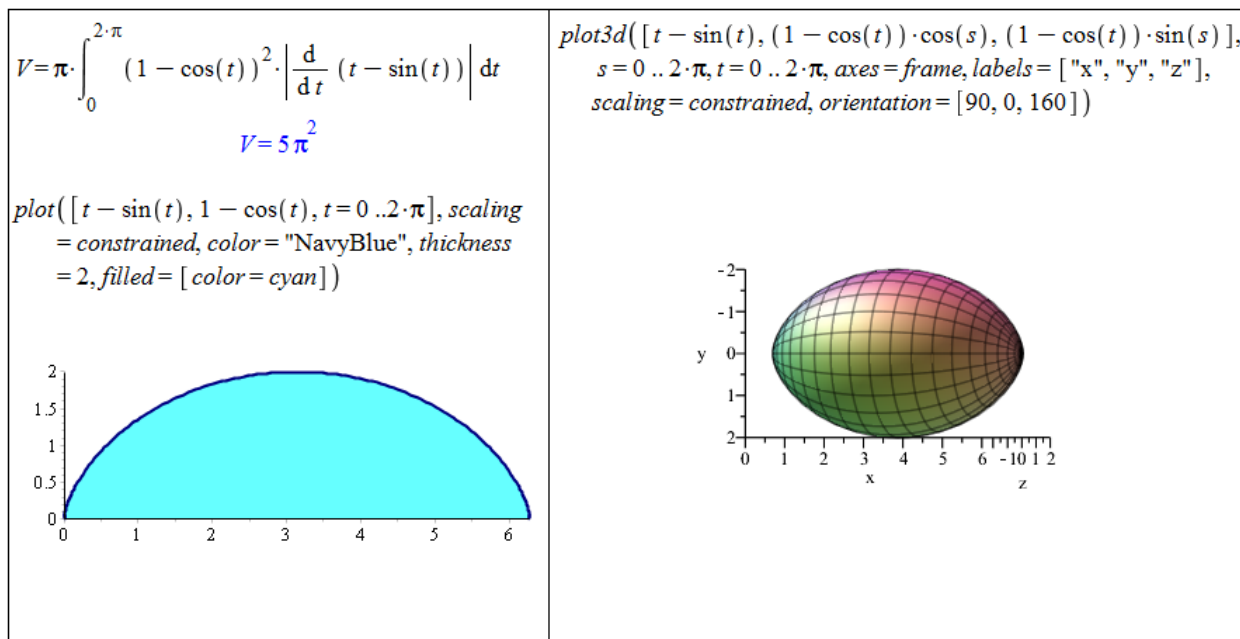 V = π · ∫₀^(2·π) (1 − cos(t))² · |d/dt (t − sin(t))| dt
V = 5 π²
plot([t − sin(t), 1 − cos(t), t = 0 ..2·π], scaling
= constrained, color = "NavyBlue", thickness
= 2, filled = [color = cyan])
2
1.5
1
0.5
0
0 1 2 3 4 5 6
plot3d([t − sin(t), (1 − cos(t))·cos(s), (1 − cos(t))·sin(s)],
s = 0 .. 2·π, t = 0 .. 2·π, axes = frame, labels = ["x", "y", "z"],
scaling = constrained, orientation = [90, 0, 160])
-2
-1
y 0
1
2
0 1 2 3 4 5 6 -1 0 1 2
x z